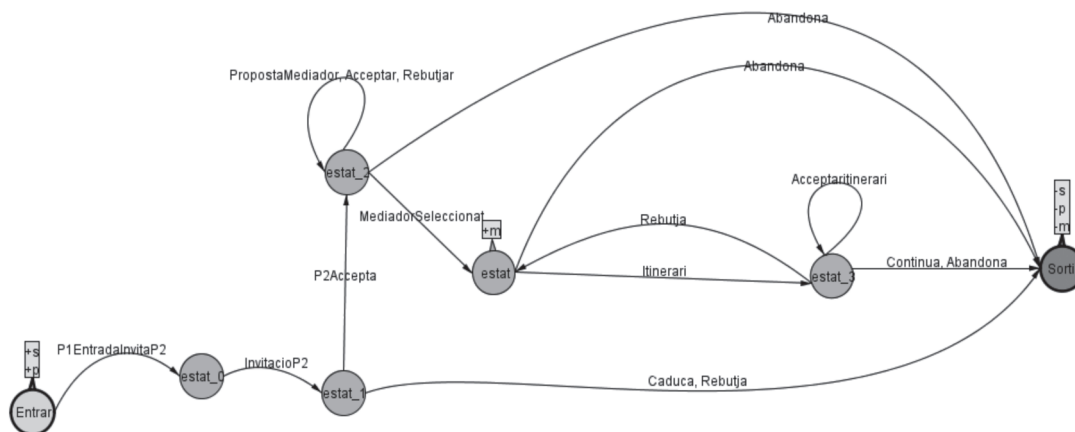 Abandona
Abandona
PropostaMediador, Acceptar, Rebutjar
estat_2
Acceptaritinerari
-s
-p
-m
MediadorSeleccionat
+m
Rebutja
estat
Itinerari
estat_3
Continua, Abandona
Sortir
P2Accepta
+s
+p
P1EntradaInvitaP2
estat_0
InvitacioP2
estat_1
Caduca, Rebutja
Entrar